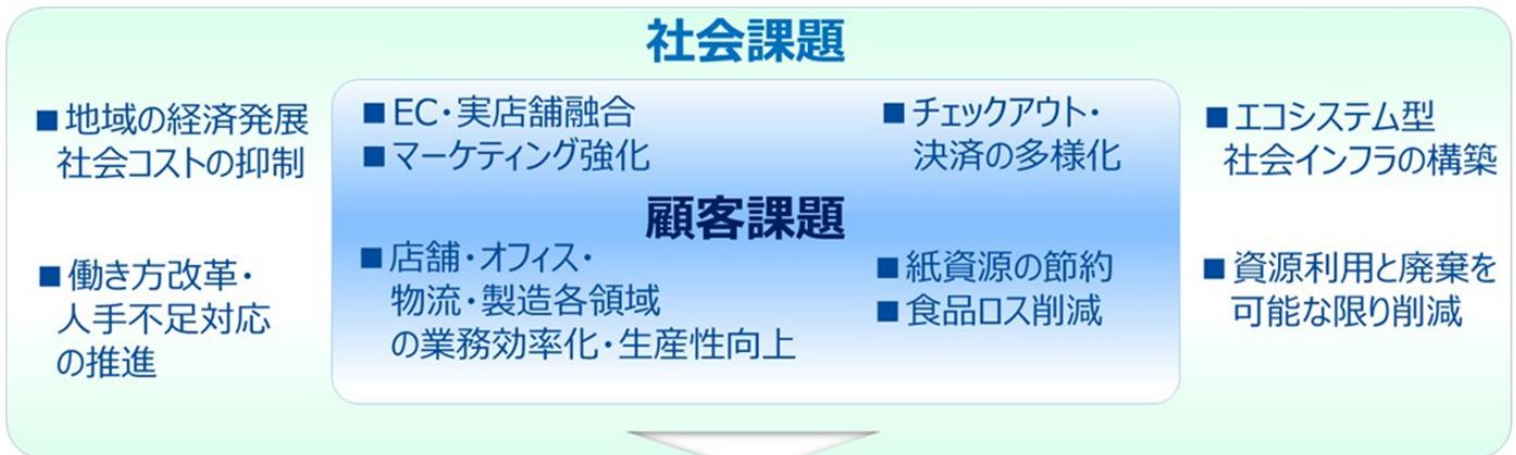 社会課題
■地域の経済発展
社会コストの抑制
■働き方改革・
人手不足対応
の推進
■EC・実店舗融合
■マーケティング強化
■チェックアウト・
決済の多様化
顧客課題
■店舗・オフィス・
物流・製造各領域
の業務効率化・生産性向上
■紙資源の節約
■食品ロス削減
■エコシステム型
社会インフラの構築
■資源利用と廃棄を
可能な限り削減